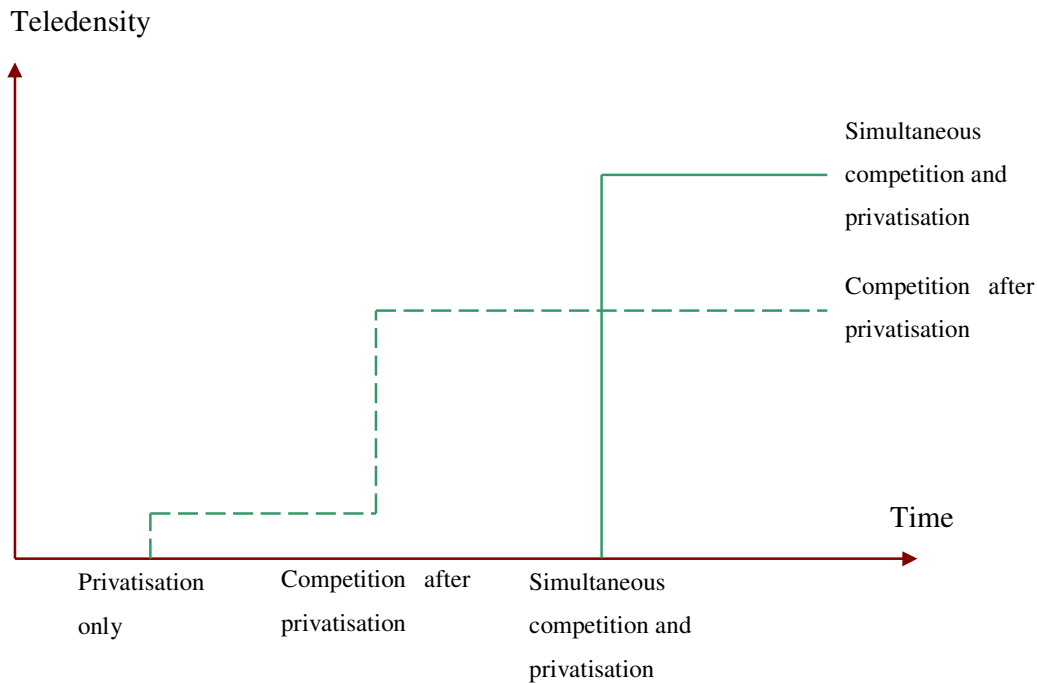 Teledensity
Simultaneous
competition and
privatisation
Competition after
privatisation
Time
Privatisation
only
Competition after
privatisation
Simultaneous
competition and
privatisation